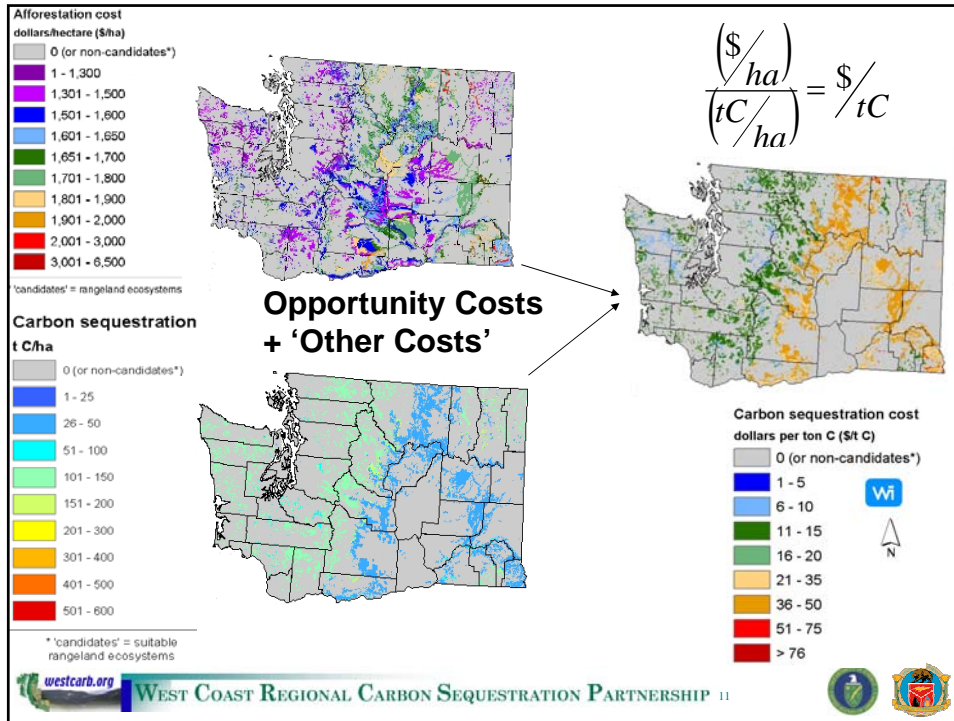 Afforestation cost
dollars/hectare ($/ha)
0 (or non-candidates*)
1 - 1,300
1,301 - 1,500
1,501 - 1,600
1,601 - 1,650
1,651 - 1,700
1,701 - 1,800
1,801 - 1,900
1,901 - 2,000
2,001 - 3,000
3,001 - 6,500
'candidates' = rangeland ecosystems
($/ha)/(tC/ha) = $/tC
Opportunity Costs
+ ‘Other Costs’
Carbon sequestration
t C/ha
0 (or non-candidates*)
1 - 25
26 - 50
51 - 100
101 - 150
151 - 200
201 - 300
301 - 400
401 - 500
501 - 600
* 'candidates' = suitable
rangeland ecosystems
Carbon sequestration cost
dollars per ton C ($/t C)
0 (or non-candidates*)
1 - 5
6 - 10
11 - 15
16 - 20
21 - 35
36 - 50
51 - 75
> 76
Wi
N
westcarb.org
WEST COAST REGIONAL CARBON SEQUESTRATION PARTNERSHIP 11